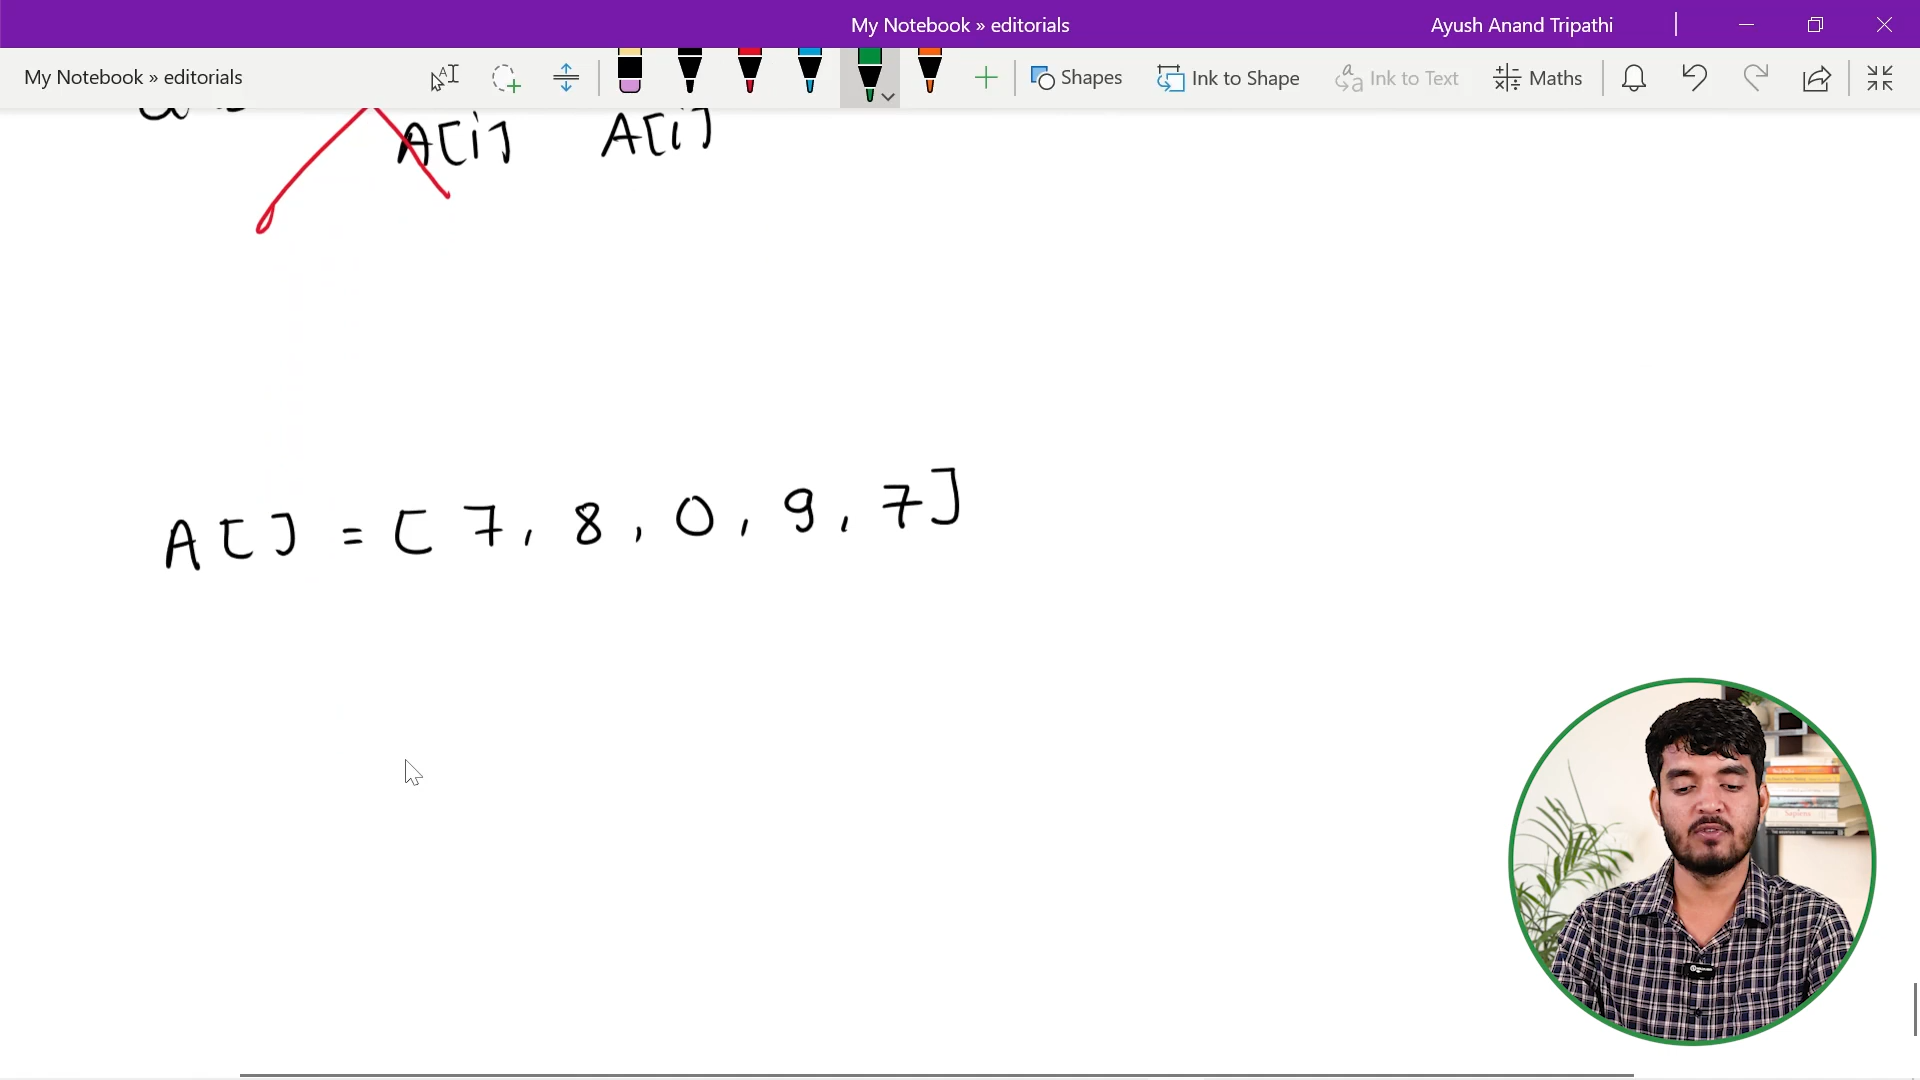 My Notebook » editorials
Ayush Anand Tripathi
My Notebook » editorials
Shapes
Ink to Shape
Ink to Text
Maths
A[i] A[i]
A[] = [7, 8, 0, 9, 7]